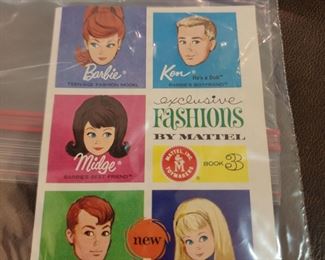 Barbie®
TEEN-AGE FASHION MODEL
Ken®
He's a Doll
BARBIE'S BOYFRIEND
Midge®
BARBIE'S BEST FRIEND
exclusive
FASHIONS
BY MATTEL
MATTEL, INC.
TOYMAKERS
BOOK 3
new